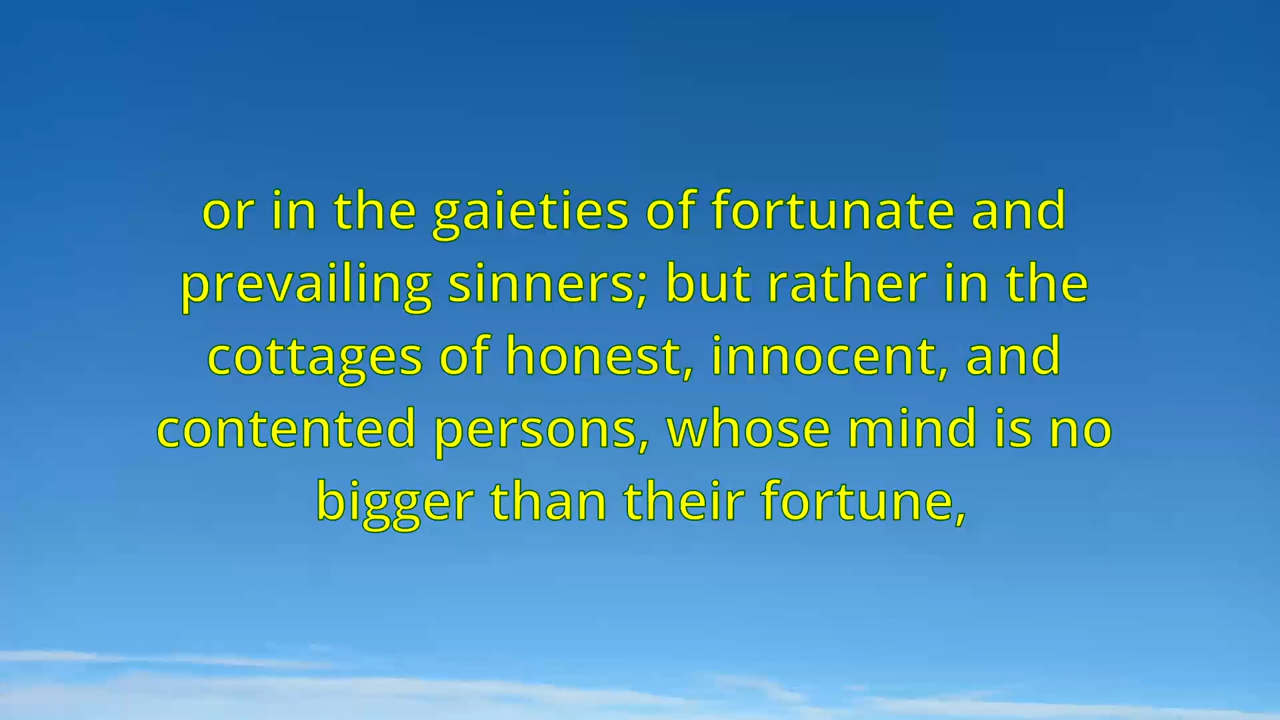 or in the gaieties of fortunate and
prevailing sinners; but rather in the
cottages of honest, innocent, and
contented persons, whose mind is no
bigger than their fortune,